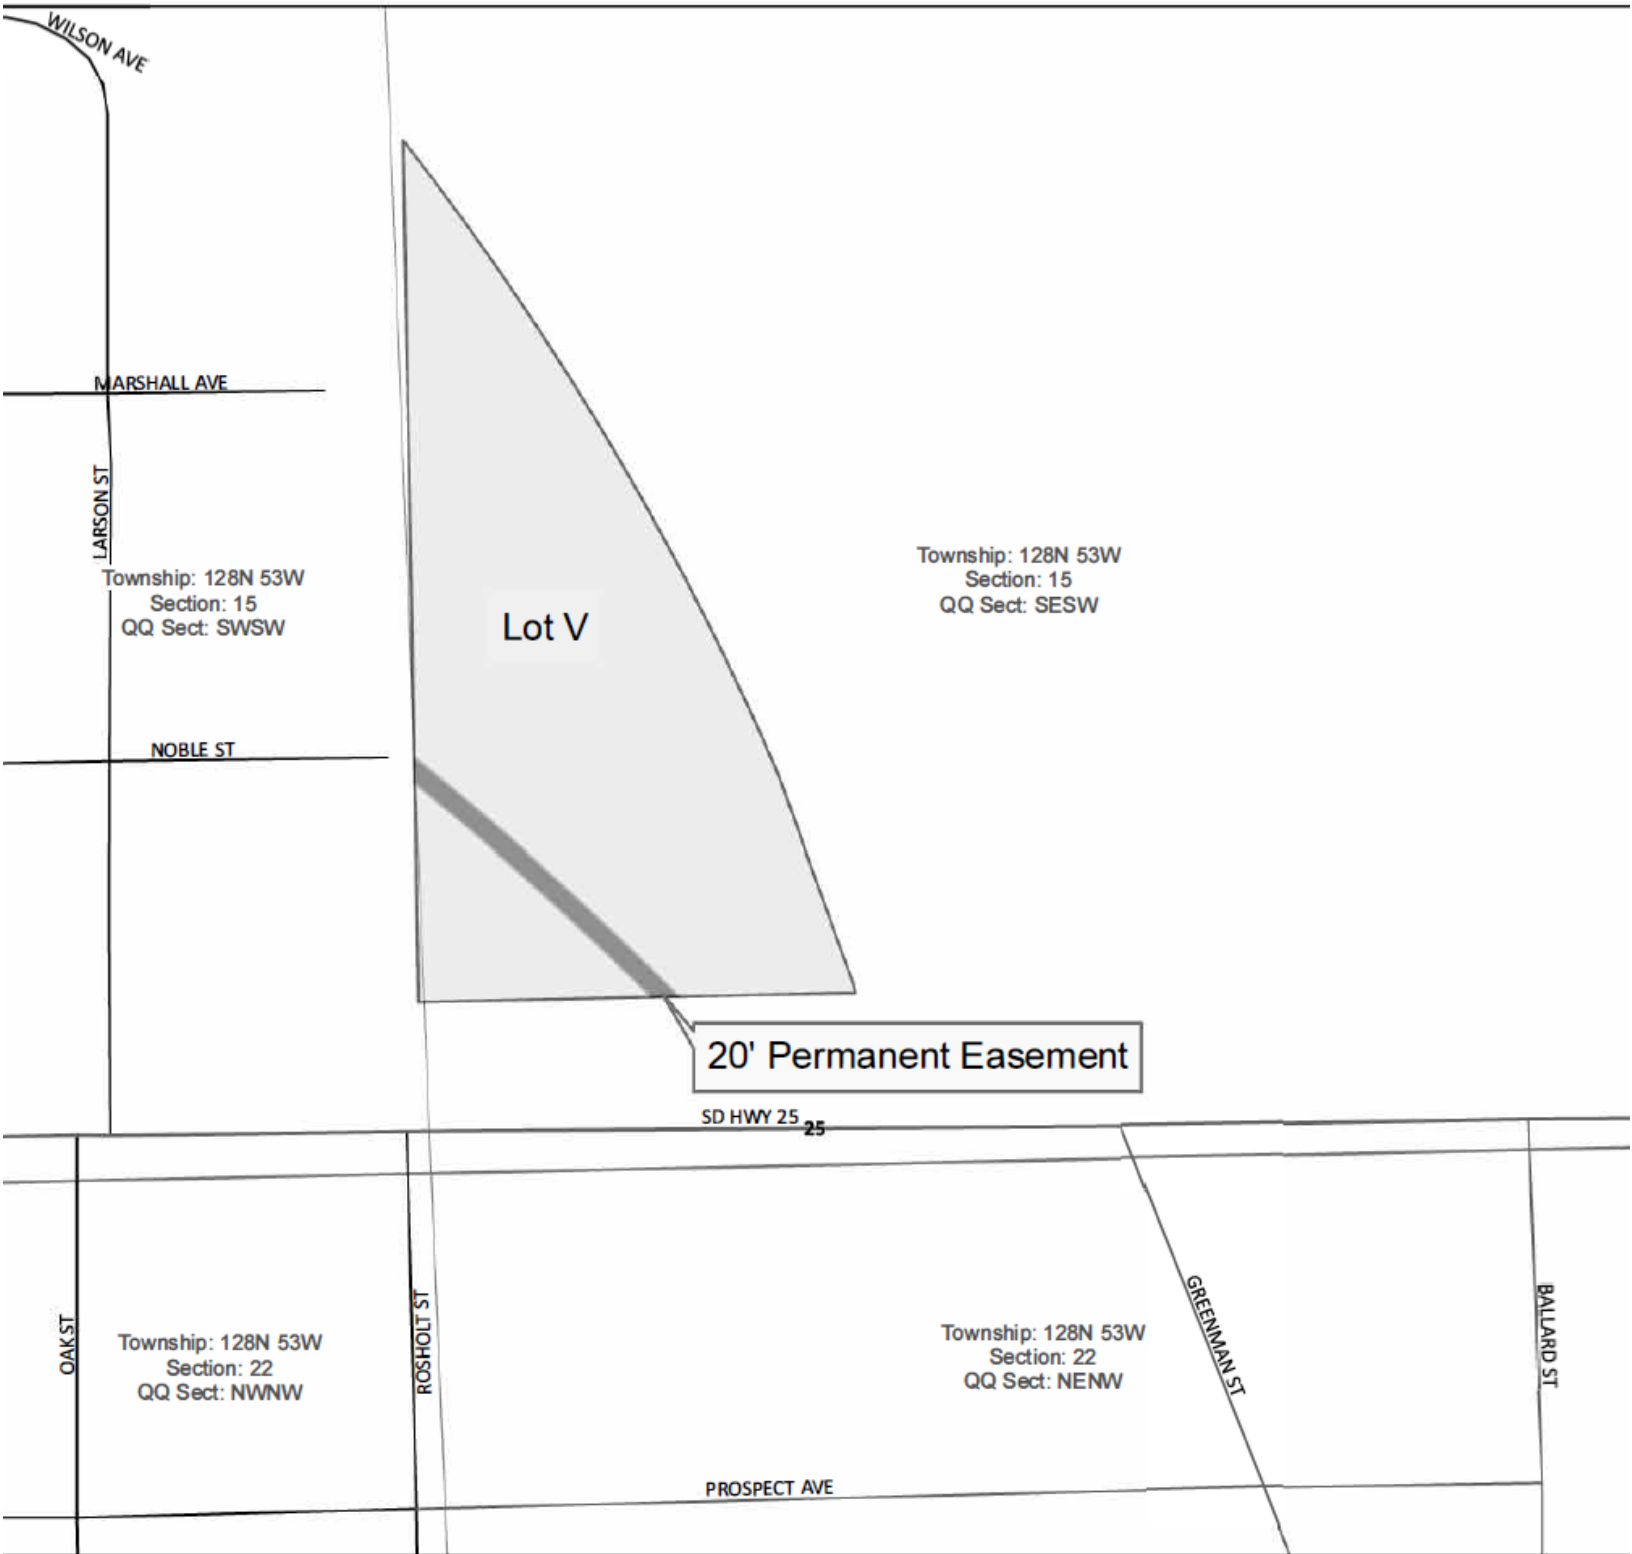 WILSON AVE
MARSHALL AVE
LARSON ST
Township: 128N 53W
Section: 15
QQ Sect: SWSW
Township: 128N 53W
Section: 15
QQ Sect: SESW
Lot V
NOBLE ST
20' Permanent Easement
SD HWY 25
25
OAK ST
Township: 128N 53W
Section: 22
QQ Sect: NWNW
ROSHOLT ST
Township: 128N 53W
Section: 22
QQ Sect: NENW
GREENMAN ST
BALLARD ST
PROSPECT AVE